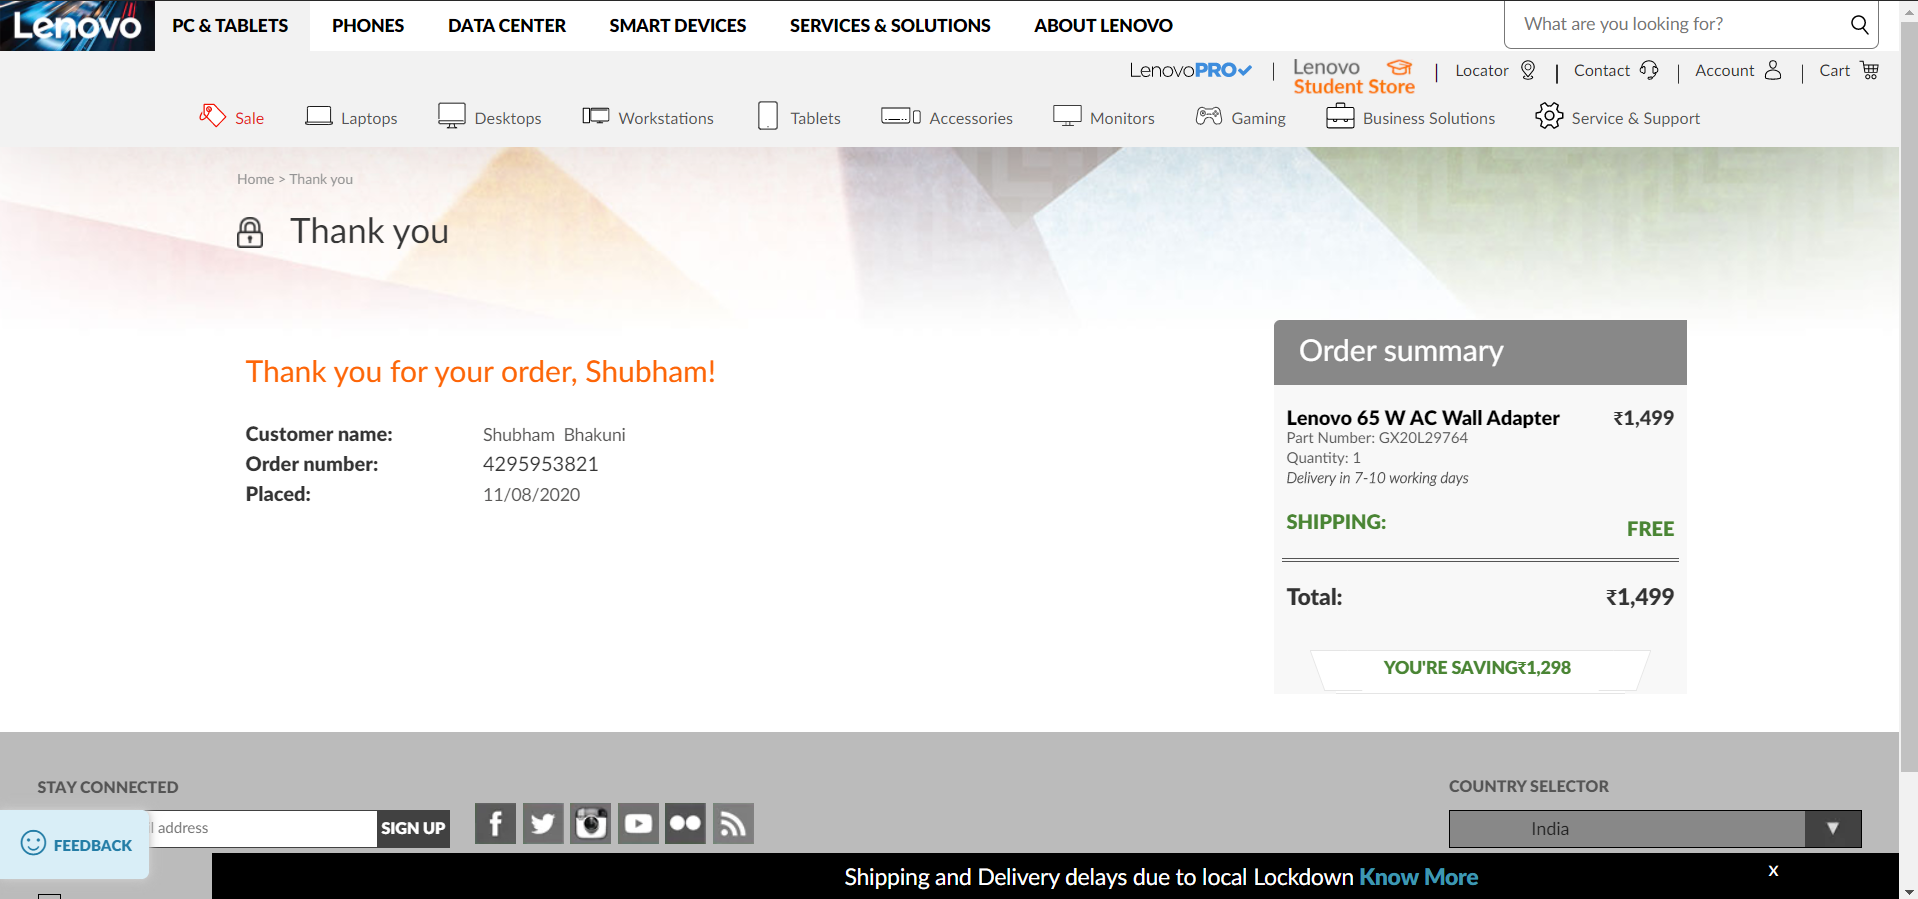 Lenovo
PC & TABLETS
PHONES
DATA CENTER
SMART DEVICES
SERVICES & SOLUTIONS
ABOUT LENOVO
What are you looking for?
LenovoPRO
Lenovo
Student Store
Locator
Contact
Account
Cart
Sale
Laptops
Desktops
Workstations
Tablets
Accessories
Monitors
Gaming
Business Solutions
Service & Support
Home > Thank you
Thank you
Thank you for your order, Shubham!
Customer name: Shubham Bhakuni
Order number: 4295953821
Placed: 11/08/2020
Order summary
Lenovo 65 W AC Wall Adapter ₹1,499
Part Number: GX20L29764
Quantity: 1
Delivery in 7-10 working days
SHIPPING: FREE
Total: ₹1,499
YOU'RE SAVING₹1,298
STAY CONNECTED
address
SIGN UP
COUNTRY SELECTOR
India
FEEDBACK
Shipping and Delivery delays due to local Lockdown Know More
x